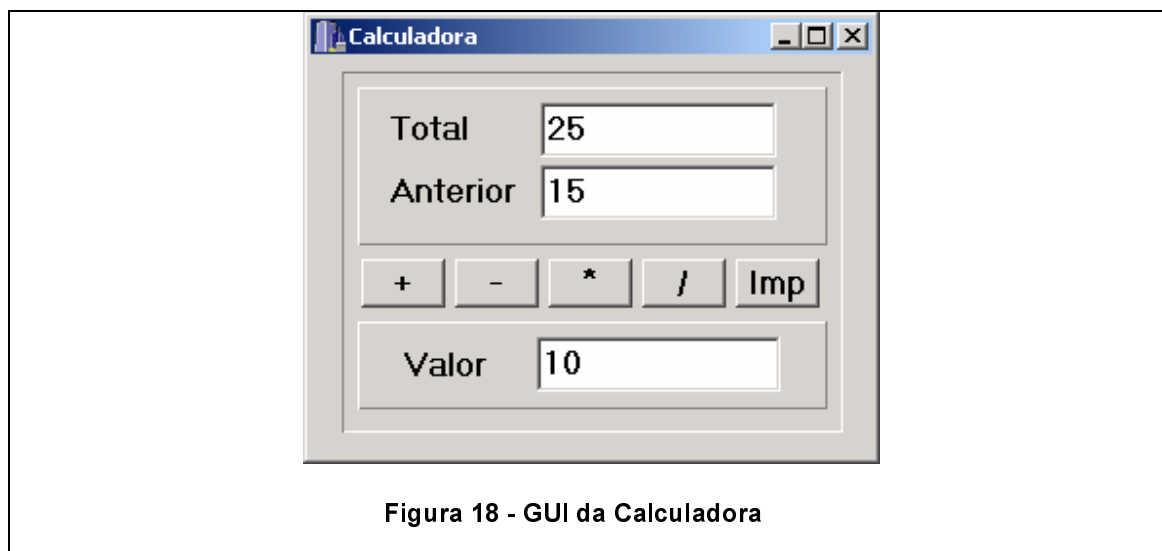 Calculadora
Total 25
Anterior 15
+ - * / Imp
Valor 10
Figura 18 - GUI da Calculadora